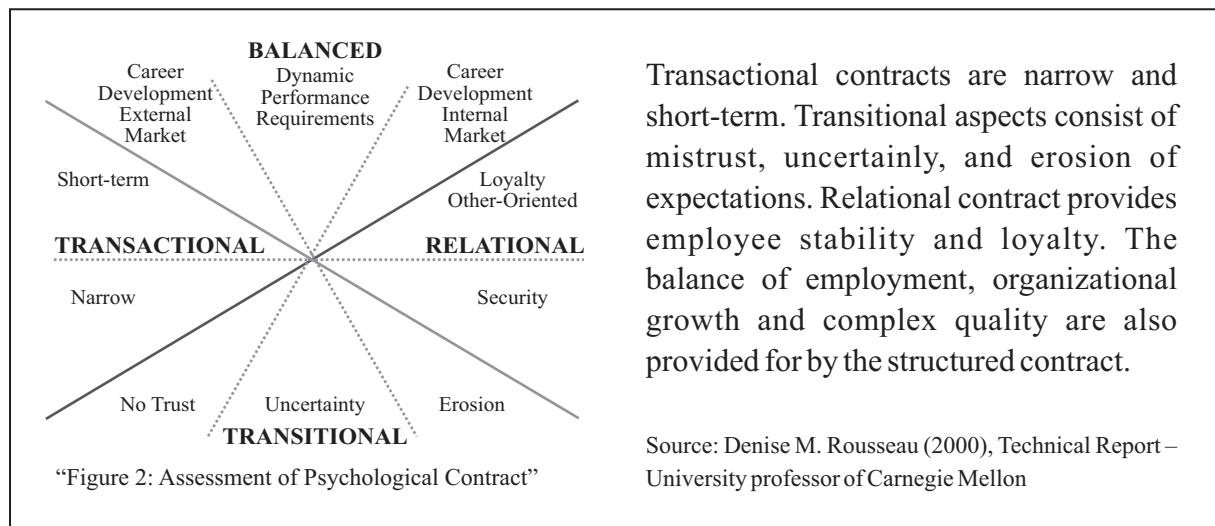 BALANCED
Career
Development
External
Market
Dynamic
Performance
Requirements
Career
Development
Internal
Market
Short-term
Loyalty
Other-Oriented
TRANSACTIONAL
RELATIONAL
Narrow
Security
No Trust
Uncertainty
Erosion
TRANSITIONAL
“Figure 2: Assessment of Psychological Contract”
Transactional contracts are narrow and
short-term. Transitional aspects consist of
mistrust, uncertainly, and erosion of
expectations. Relational contract provides
employee stability and loyalty. The
balance of employment, organizational
growth and complex quality are also
provided for by the structured contract.
Source: Denise M. Rousseau (2000), Technical Report –
University professor of Carnegie Mellon